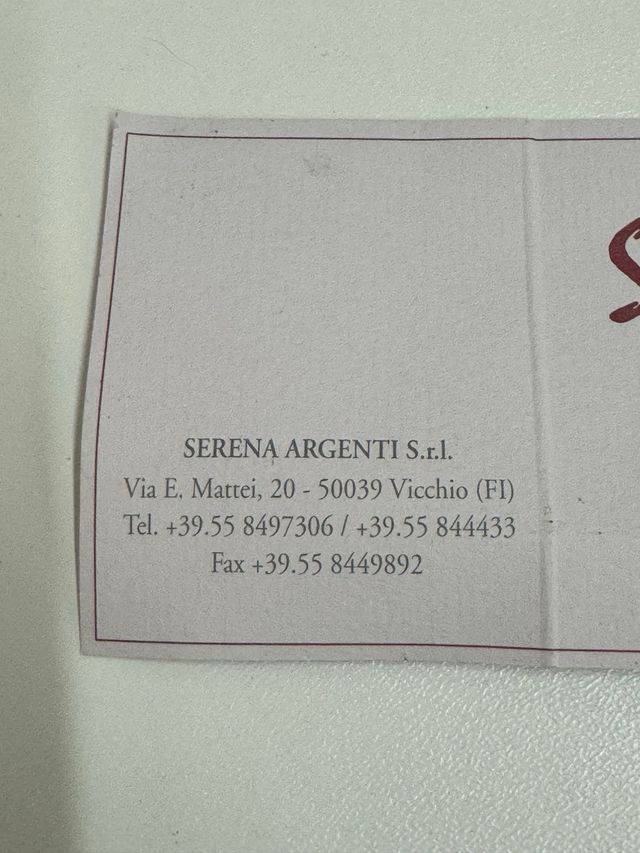 SERENA ARGENTI S.r.l.
Via E. Mattei, 20 - 50039 Vicchio (FI)
Tel. +39.55 8497306 / +39.55 844433
Fax +39.55 8449892